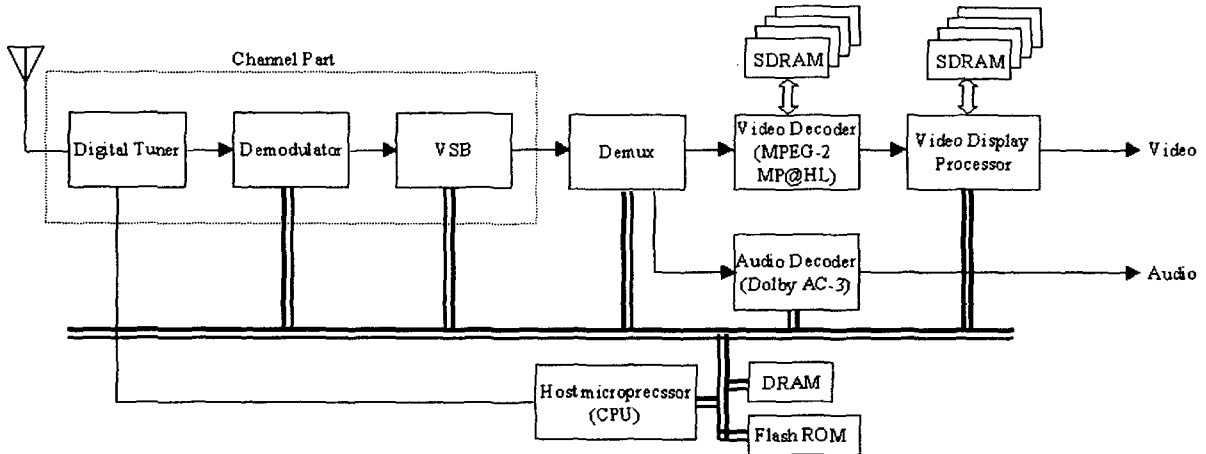 Channel Part
SDRAM
SDRAM
Digital Tuner
Demodulator
VSB
Demux
Video Decoder
(MPEG-2
MP@HL)
Video Display
Processor
Video
Audio Decoder
(Dolby AC-3)
Audio
Host microprecssor
(CPU)
DRAM
Flash ROM